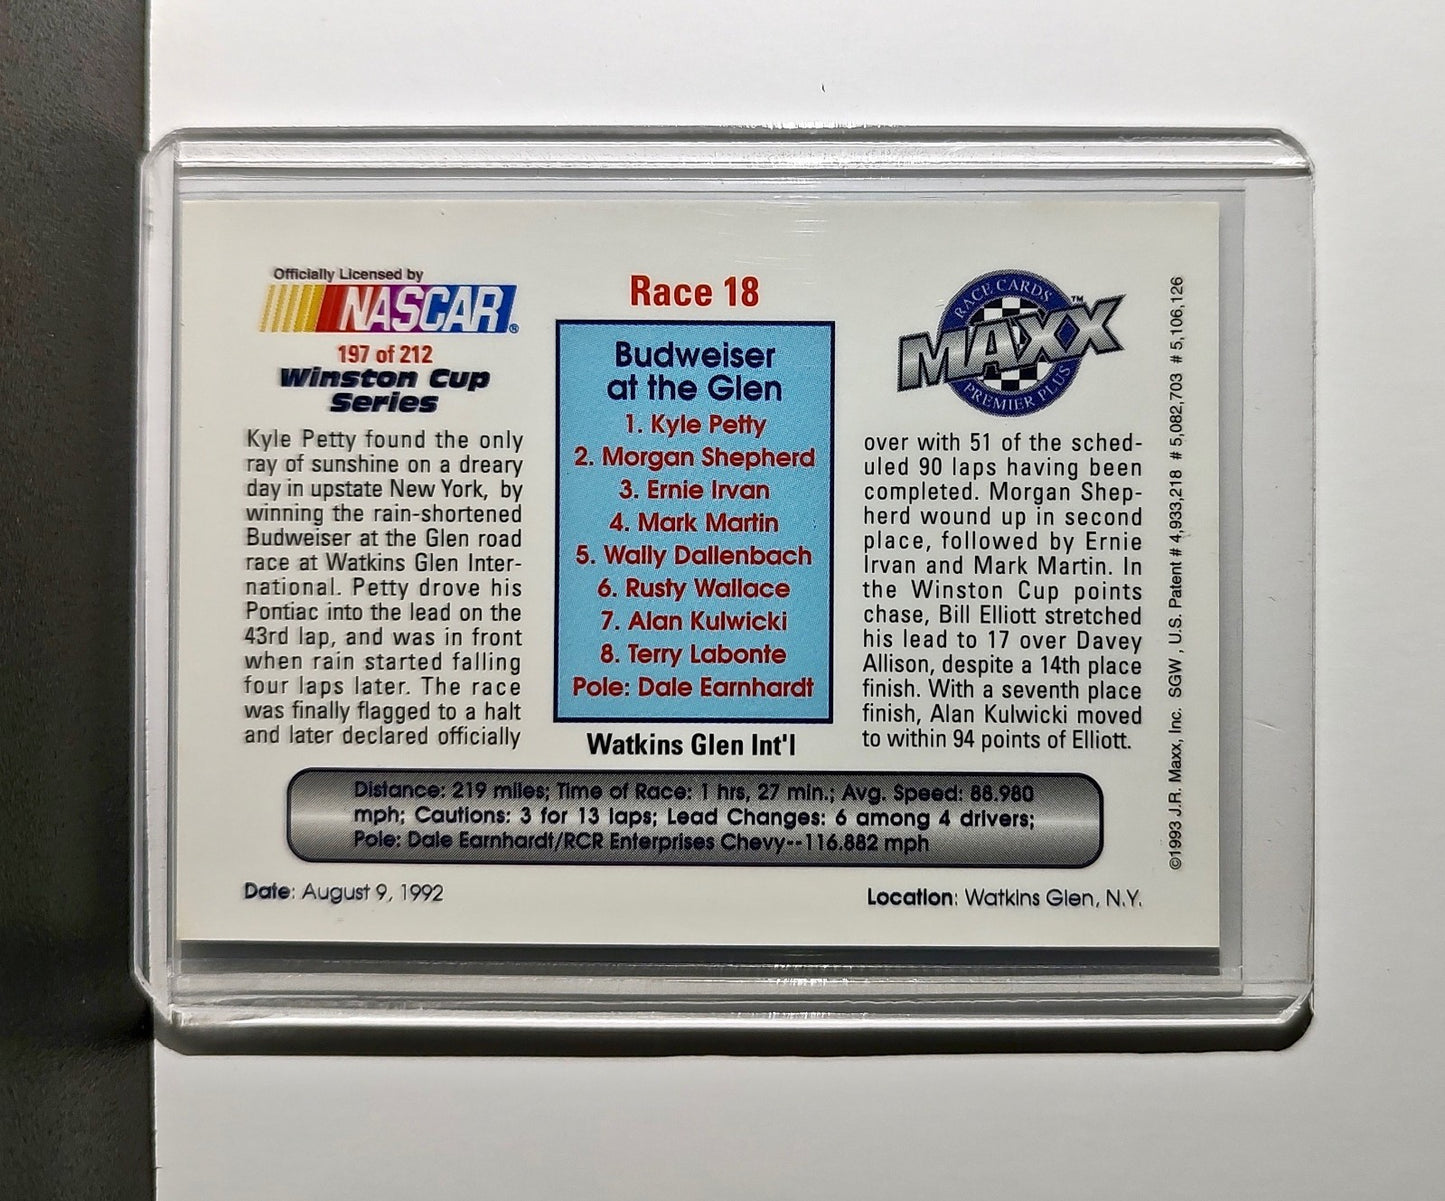 Officially Licensed by
NASCAR®
197 of 212
Winston Cup
Series
Kyle Petty found the only
ray of sunshine on a dreary
day in upstate New York, by
winning the rain-shortened
Budweiser at the Glen road
race at Watkins Glen Inter-
national. Petty drove his
Pontiac into the lead on the
43rd lap, and was in front
when rain started falling
four laps later. The race
was finally flagged to a halt
and later declared officially
Race 18
Budweiser
at the Glen
1. Kyle Petty
2. Morgan Shepherd
3. Ernie Irvan
4. Mark Martin
5. Wally Dallenbach
6. Rusty Wallace
7. Alan Kulwicki
8. Terry Labonte
Pole: Dale Earnhardt
Watkins Glen Int'l
RACE CARDS
MAXX™
PREMIER PLUS
over with 51 of the sched-
uled 90 laps having been
completed. Morgan Shep-
herd wound up in second
place, followed by Ernie
Irvan and Mark Martin. In
the Winston Cup points
chase, Bill Elliott stretched
his lead to 17 over Davey
Allison, despite a 14th place
finish. With a seventh place
finish, Alan Kulwicki moved
to within 94 points of Elliott.
Distance: 219 miles; Time of Race: 1 hrs, 27 min.; Avg. Speed: 88.980
mph; Cautions: 3 for 13 laps; Lead Changes: 6 among 4 drivers;
Pole: Dale Earnhardt/RCR Enterprises Chevy--116.882 mph
Date: August 9, 1992
Location: Watkins Glen, N.Y.
©1993 J.R. Maxx, Inc. SGW , U.S. Patent # 4,933,218 # 5,082,703 # 5,106,126